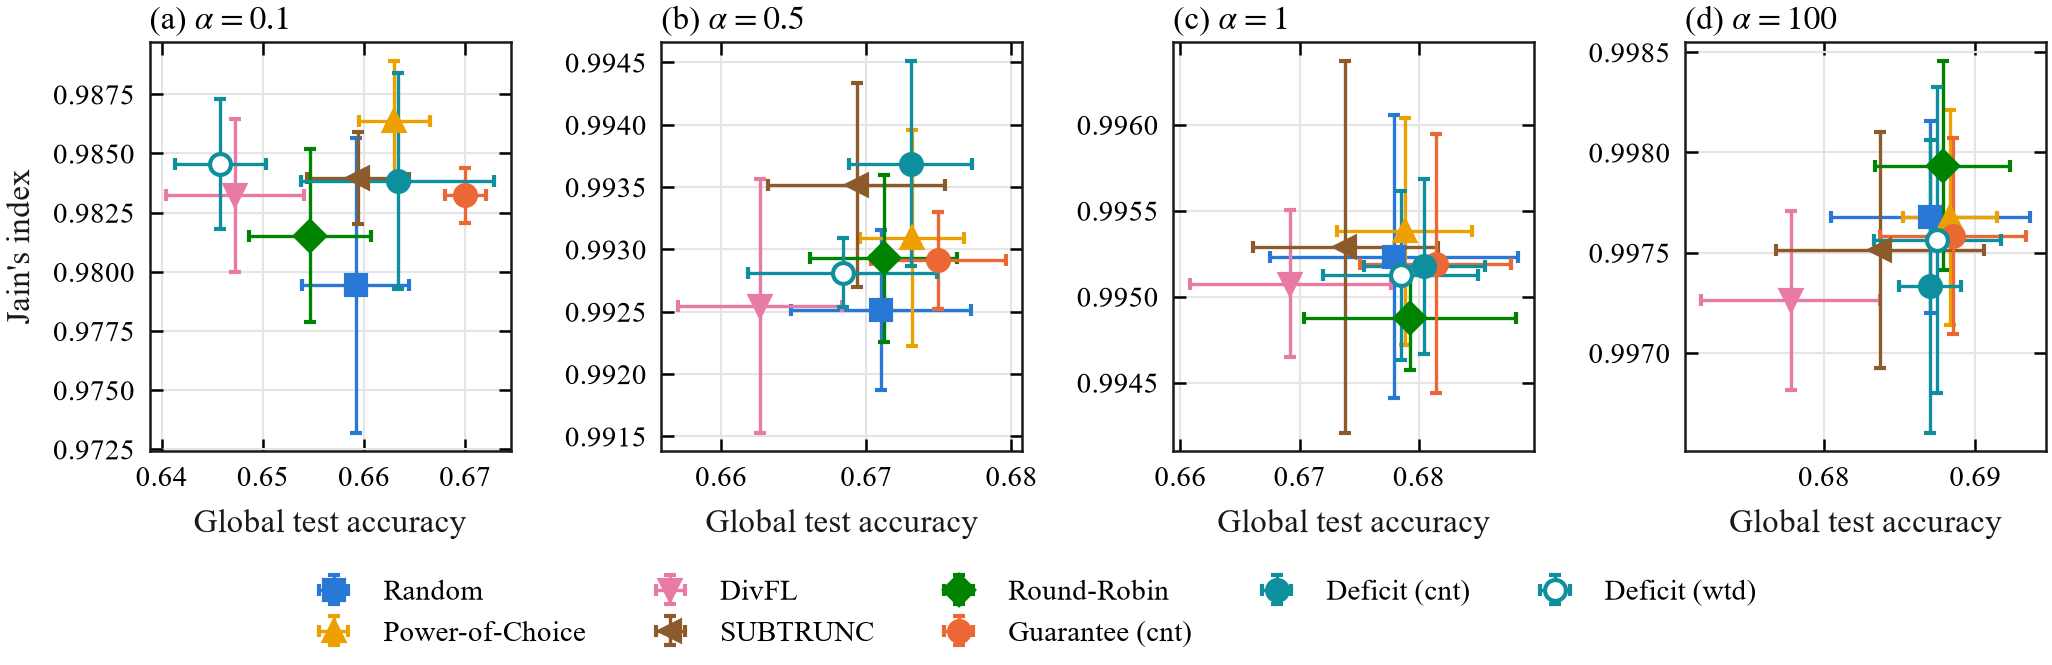 (a) α = 0.1
(b) α = 0.5
(c) α = 1
(d) α = 100
Jain's index
0.9875
0.9850
0.9825
0.9800
0.9775
0.9750
0.9725
0.64 0.65 0.66 0.67
Global test accuracy
0.9945
0.9940
0.9935
0.9930
0.9925
0.9920
0.9915
0.66 0.67 0.68
Global test accuracy
0.9960
0.9955
0.9950
0.9945
0.66 0.67 0.68
Global test accuracy
0.9985
0.9980
0.9975
0.9970
0.68 0.69
Global test accuracy
Random DivFL Round-Robin Deficit (cnt) Deficit (wtd)
Power-of-Choice SUBTRUNC Guarantee (cnt)